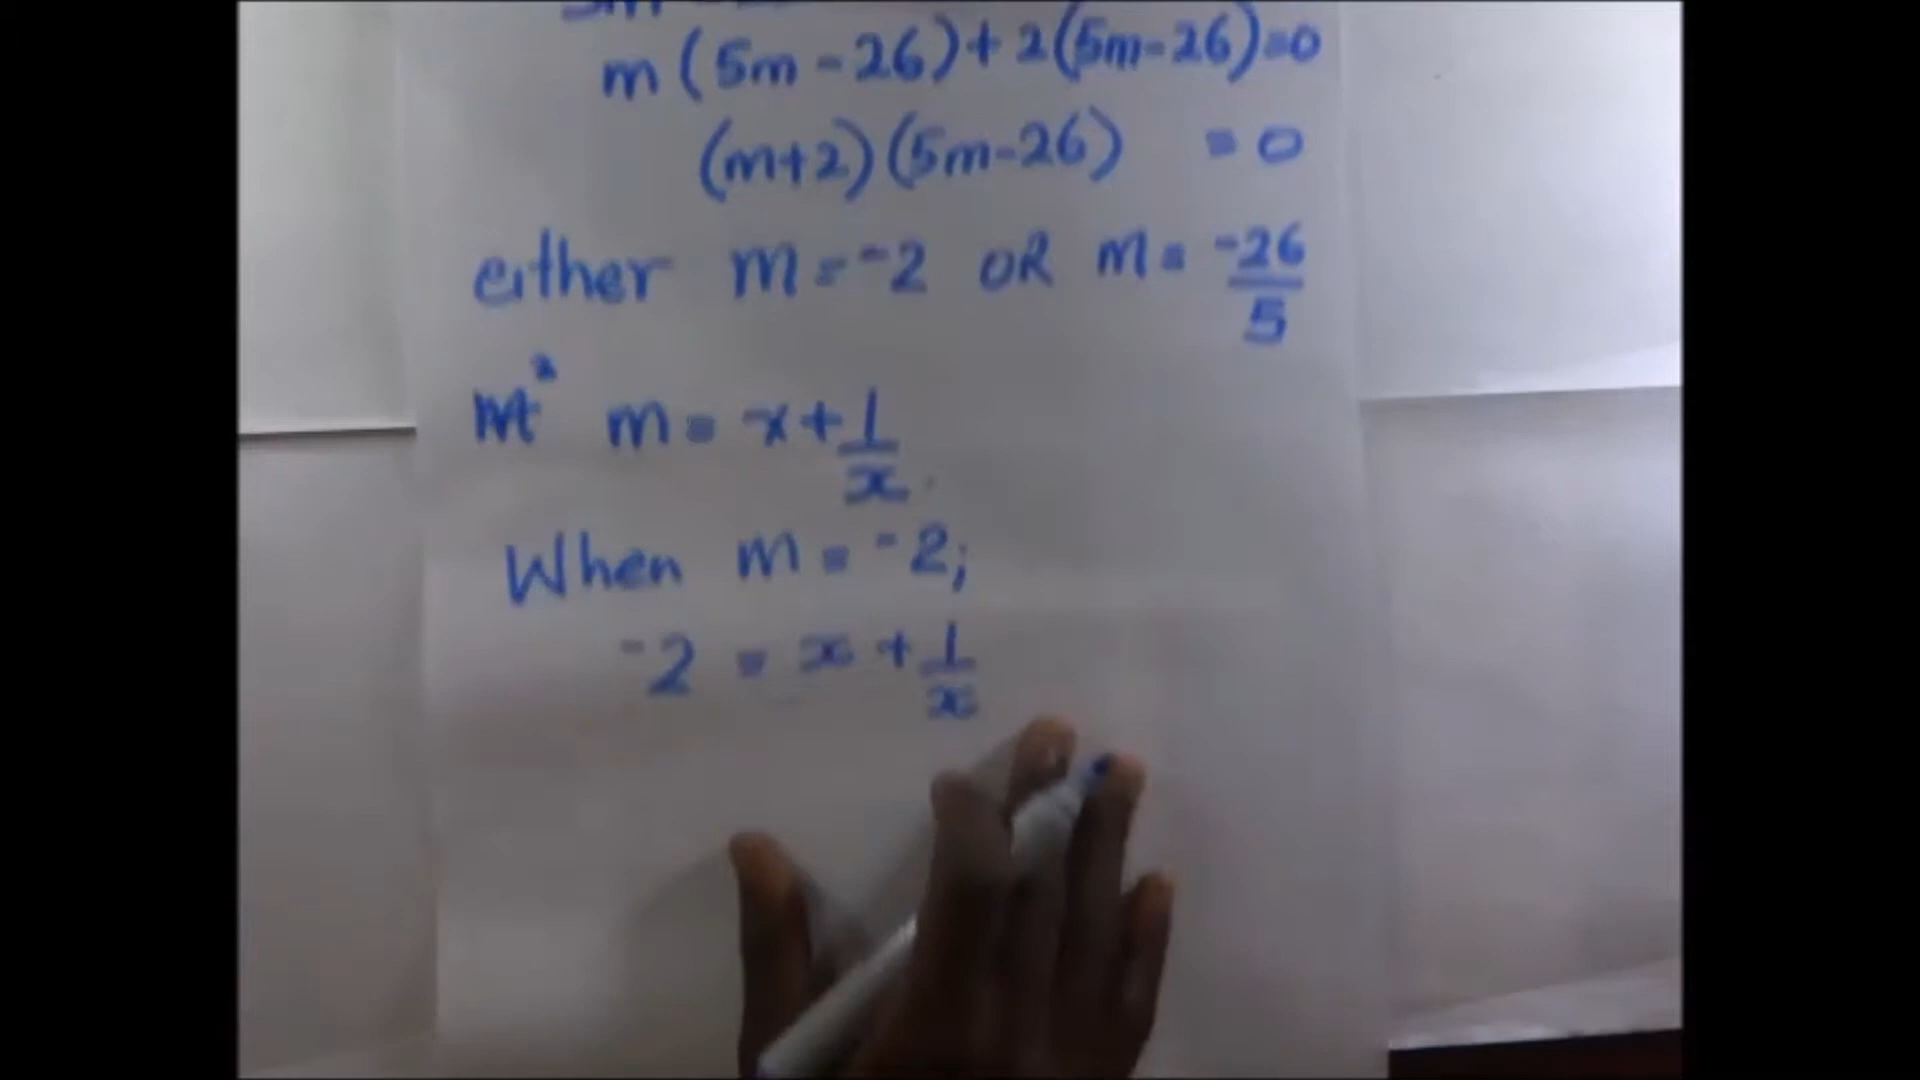 m(5m-26)+2(5m-26)=0
(m+2)(5m-26) =0
either m=-2 OR m= -26/5
m² m= x+1/x
When m= -2;
-2 = x+1/x